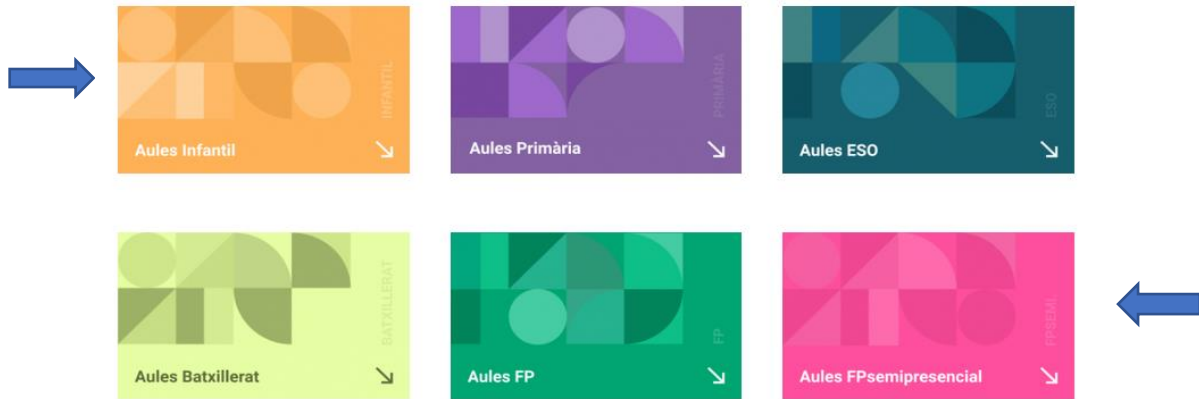 INFANTIL
Aules Infantil
PRIMÀRIA
Aules Primària
ESO
Aules ESO
BATXILLERAT
Aules Batxillerat
FP
Aules FP
FPSEMI.
Aules FPsemipresencial